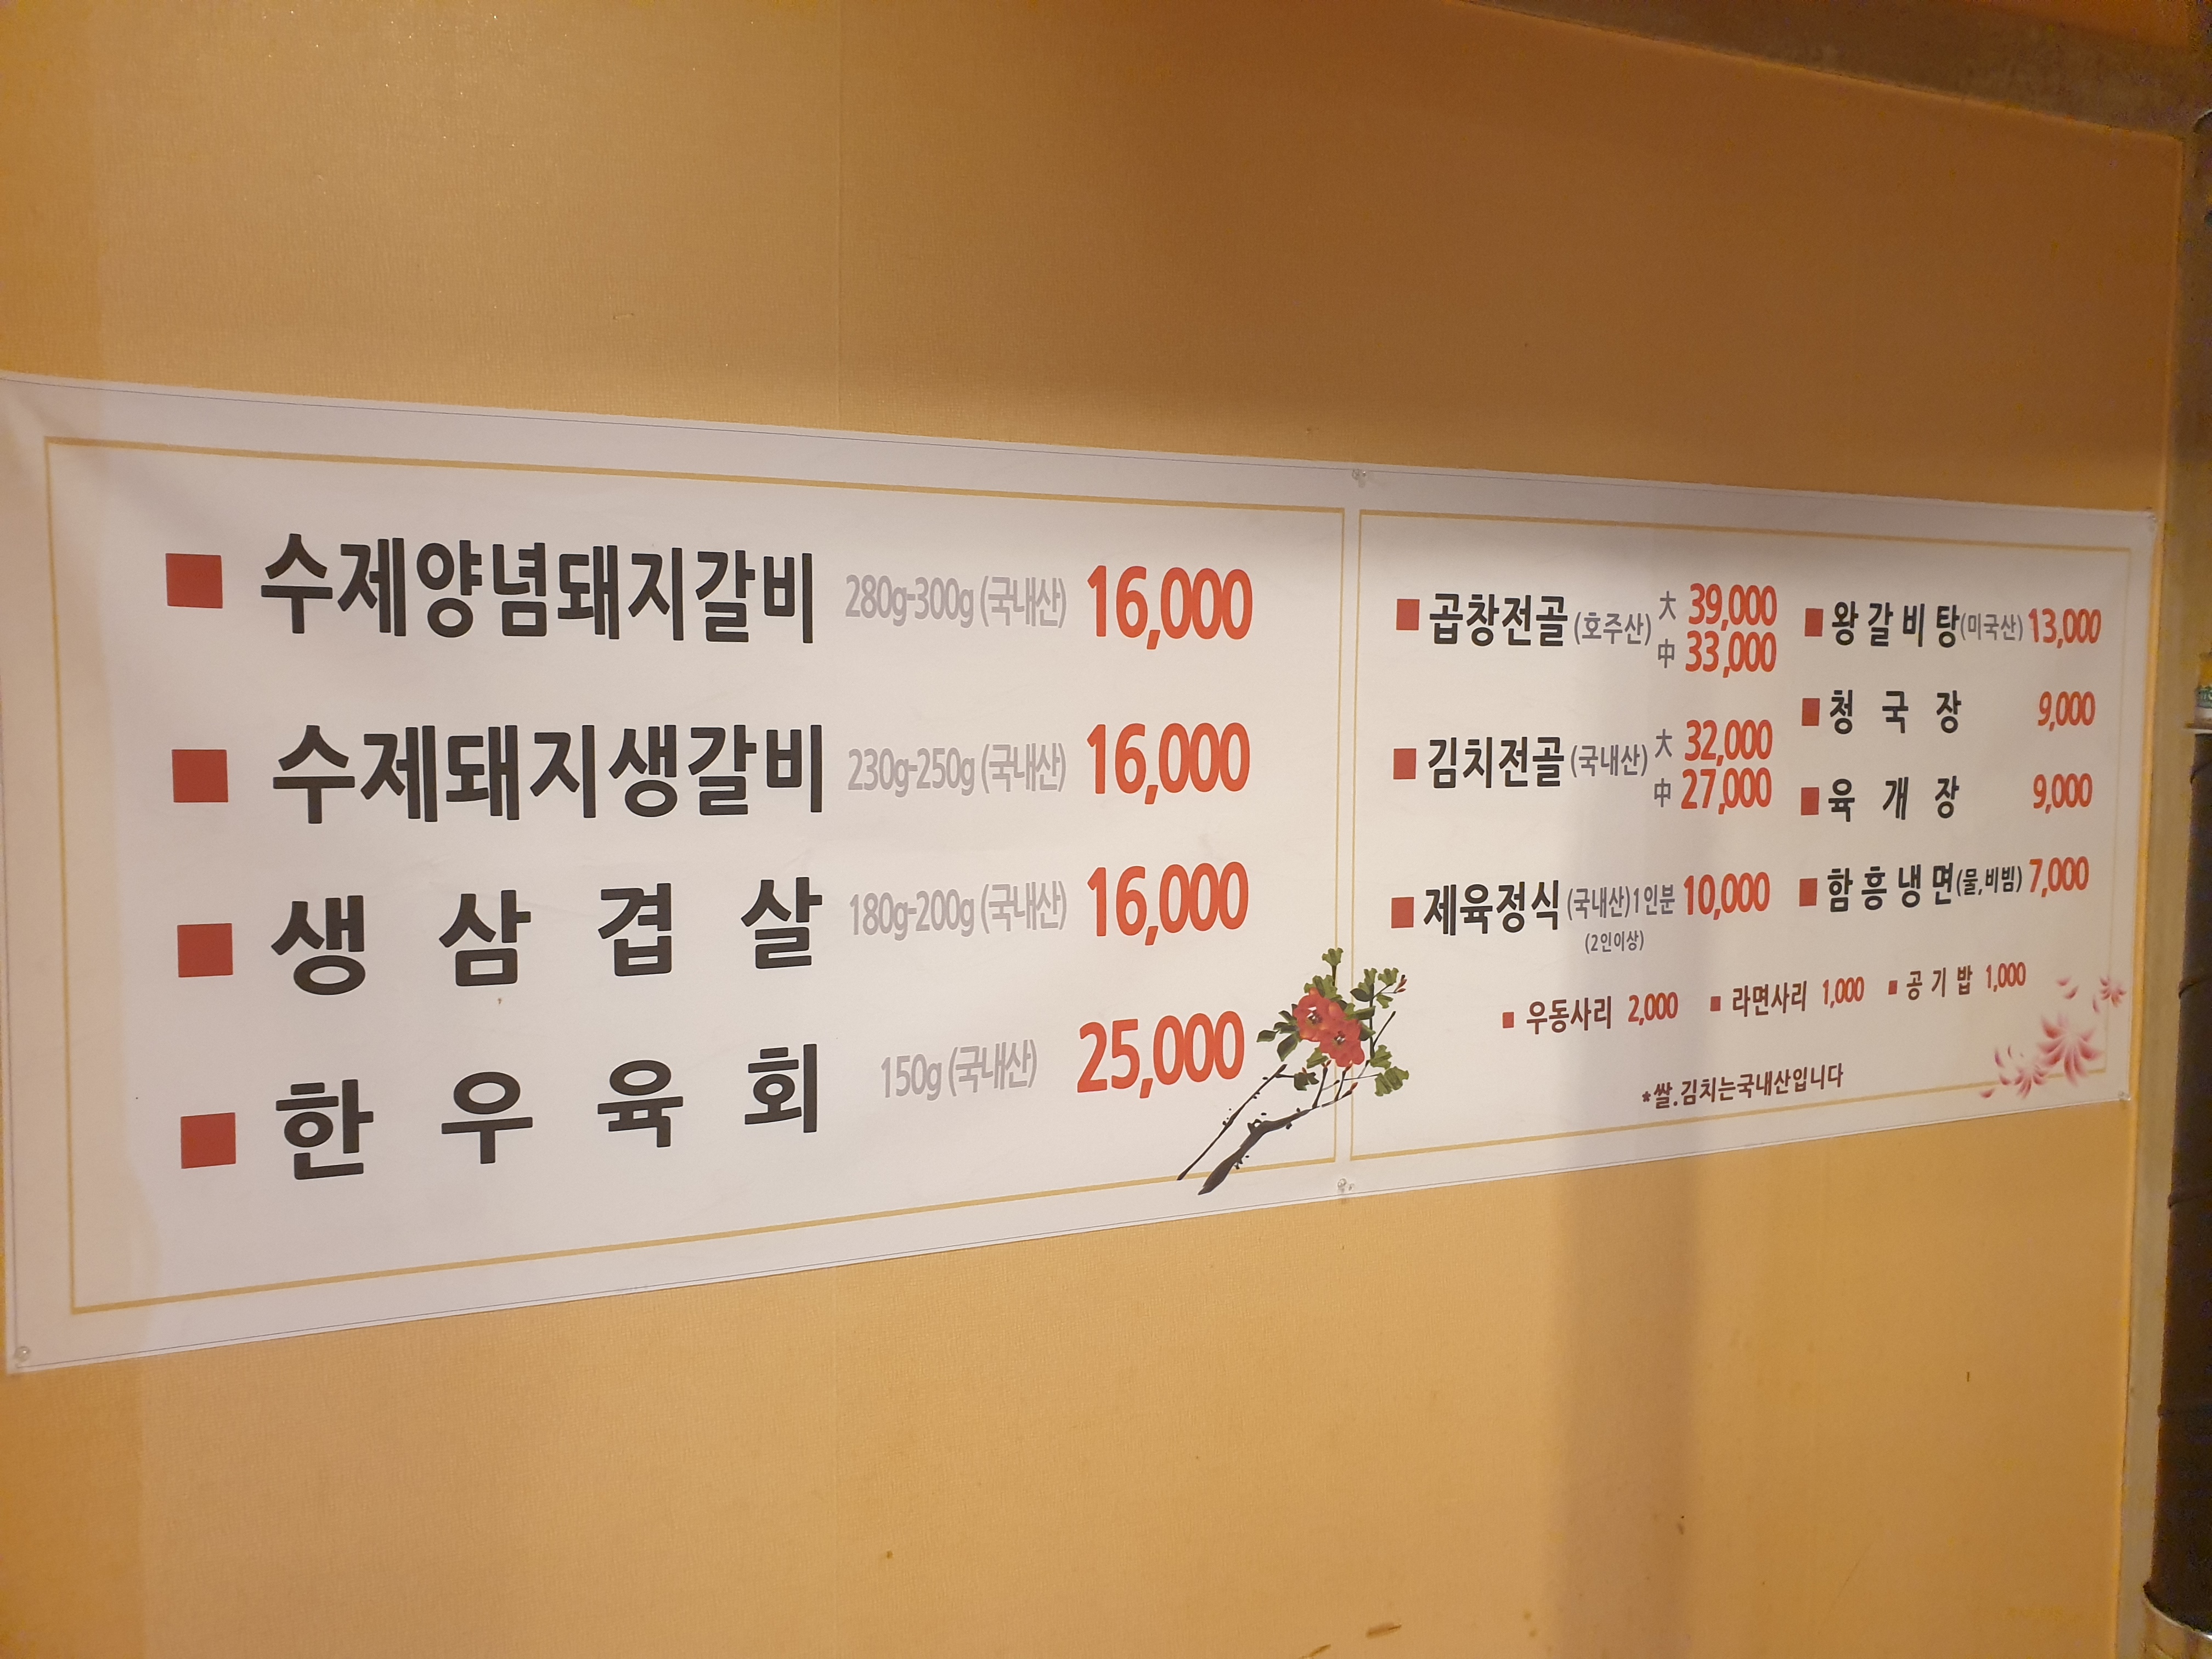 수제양념돼지갈비 280g-300g (국내산) 16,000
수제돼지생갈비 230g-250g (국내산) 16,000
생 삼 겹 살 180g-200g (국내산) 16,000
한 우 육 회 150g (국내산) 25,000
곱창전골 (호주산) 大 39,000
中 33,000
김치전골 (국내산) 大 32,000
中 27,000
제육정식 (국내산)1인분 10,000
(2인이상)
왕 갈 비 탕(미국산) 13,000
청 국 장 9,000
육 개 장 9,000
함 흥 냉 면(물,비빔) 7,000
우동사리 2,000 라면사리 1,000 공 기 밥 1,000
*쌀.김치는국내산입니다